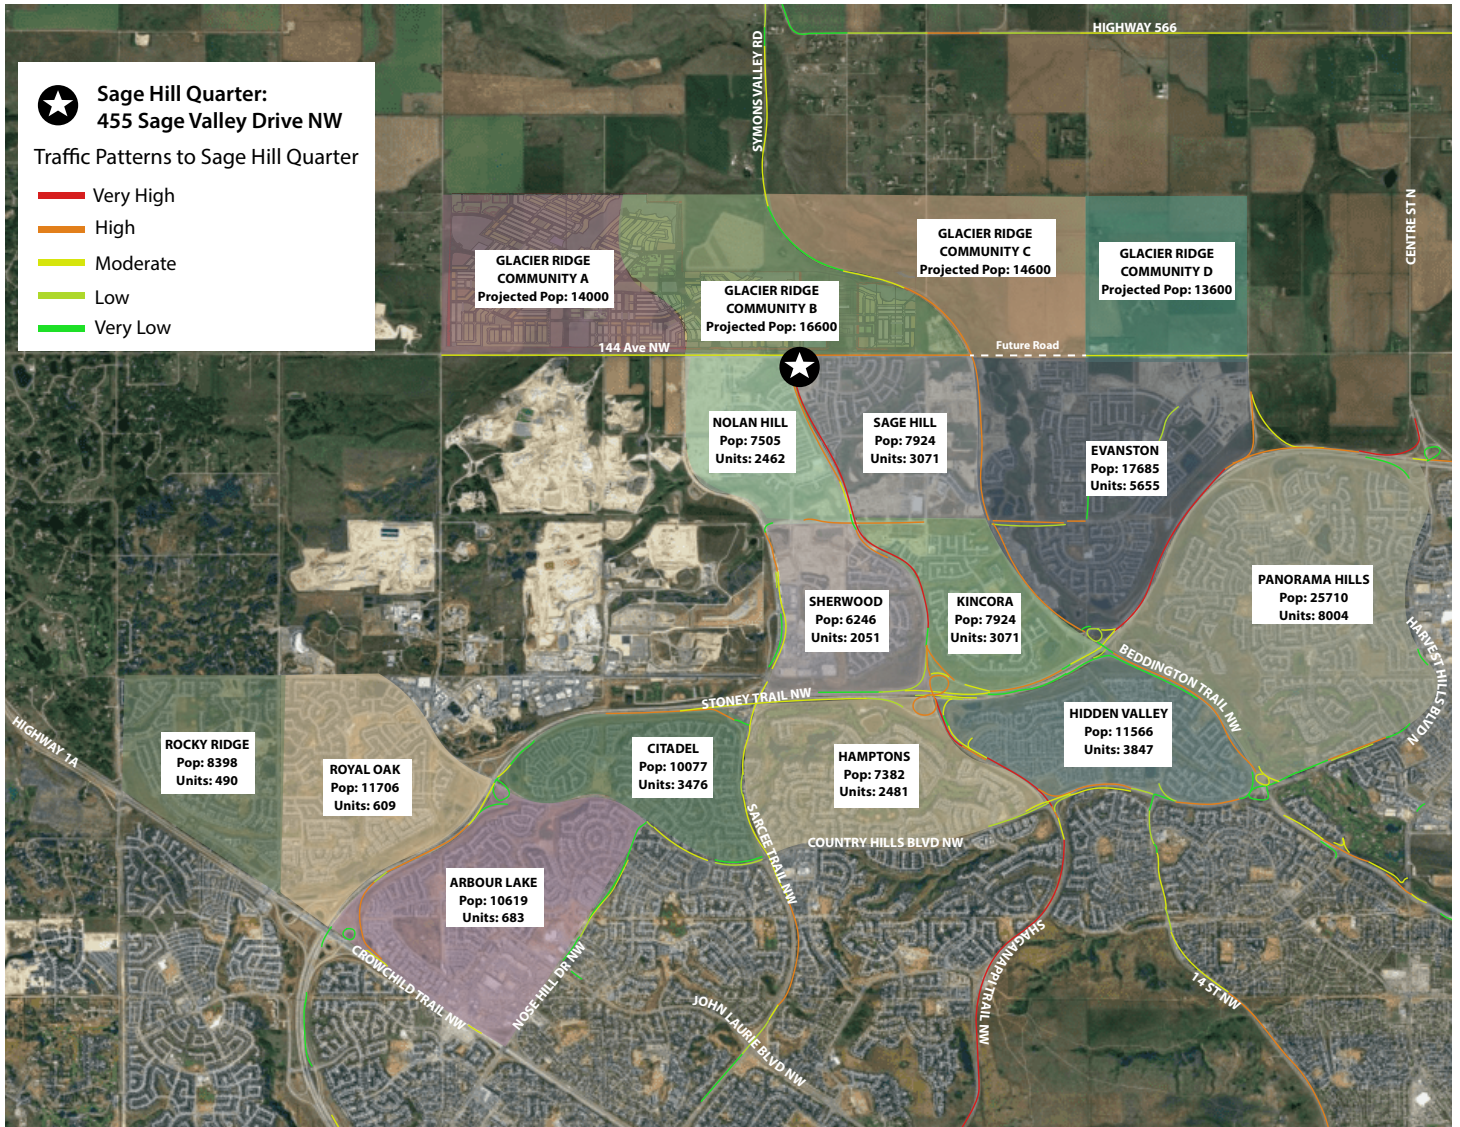 HIGHWAY 566
SYMONS VALLEY RD
CENTRE ST N
Sage Hill Quarter:
455 Sage Valley Drive NW
Traffic Patterns to Sage Hill Quarter
Very High
High
Moderate
Low
Very Low
GLACIER RIDGE
COMMUNITY A
Projected Pop: 14000
GLACIER RIDGE
COMMUNITY B
Projected Pop: 16600
GLACIER RIDGE
COMMUNITY C
Projected Pop: 14600
GLACIER RIDGE
COMMUNITY D
Projected Pop: 13600
144 Ave NW
Future Road
NOLAN HILL
Pop: 7505
Units: 2462
SAGE HILL
Pop: 7924
Units: 3071
EVANSTON
Pop: 17685
Units: 5655
SHERWOOD
Pop: 6246
Units: 2051
KINCORA
Pop: 7924
Units: 3071
PANORAMA HILLS
Pop: 25710
Units: 8004
HARVEST HILLS BLVD N
BEDDINGTON TRAIL NW
STONEY TRAIL NW
HIGHWAY 1A
ROCKY RIDGE
Pop: 8398
Units: 490
ROYAL OAK
Pop: 11706
Units: 609
CITADEL
Pop: 10077
Units: 3476
HAMPTONS
Pop: 7382
Units: 2481
HIDDEN VALLEY
Pop: 11566
Units: 3847
SARCEE TRAIL NW
COUNTRY HILLS BLVD NW
ARBOUR LAKE
Pop: 10619
Units: 683
CROWCHILD TRAIL NW
NOSE HILL DR NW
JOHN LAURIE BLVD NW
SHAGANAPPI TRAIL NW
14 ST NW